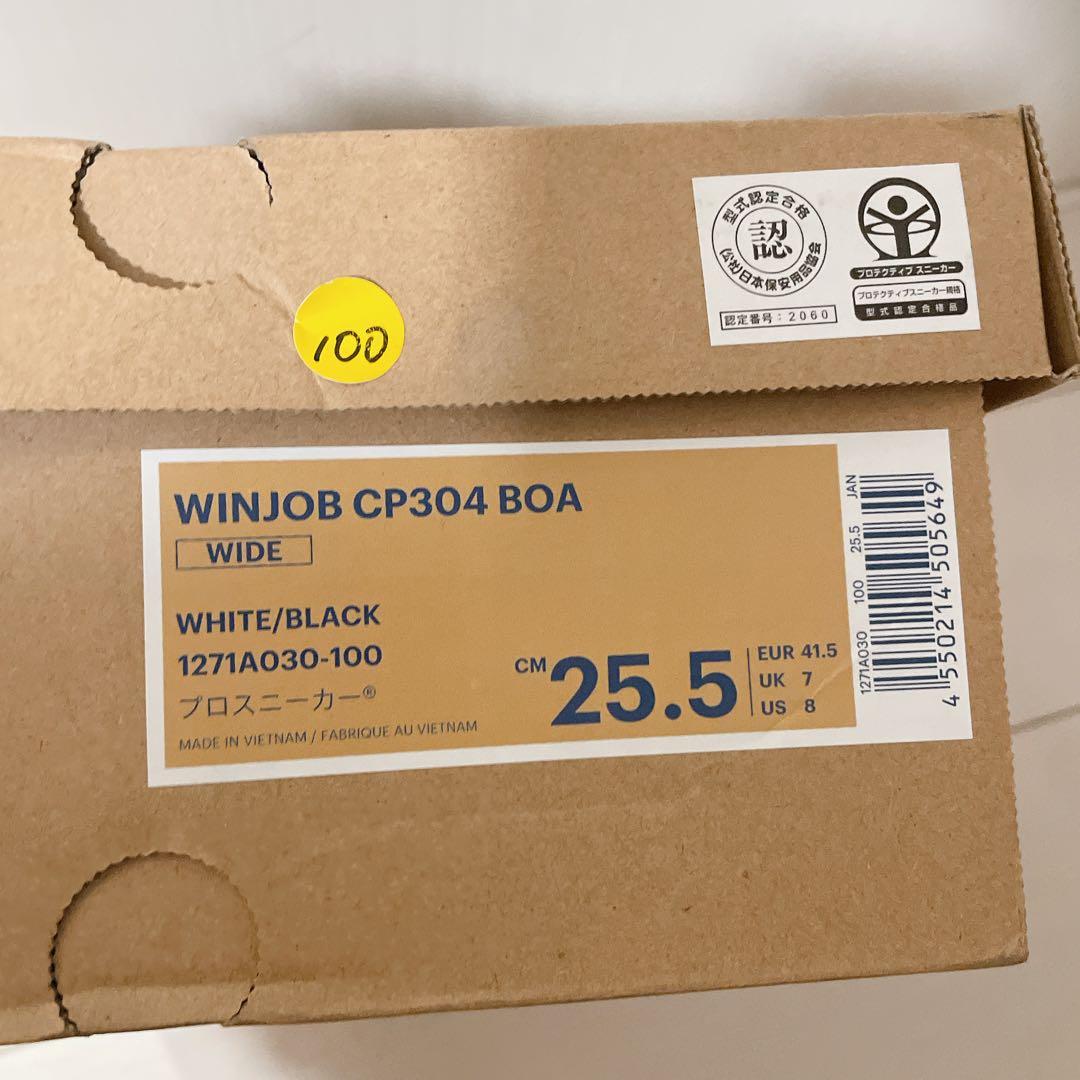 型式認定合格
認
(公社)日本保安用品協会
認定番号：2060
プロテクティブ スニーカー
プロテクティブスニーカー規格
型式認定合格品
100
WINJOB CP304 BOA
WIDE
WHITE/BLACK
1271A030-100
プロスニーカー®
MADE IN VIETNAM / FABRIQUE AU VIETNAM
CM 25.5
EUR 41.5
UK 7
US 8
1271A030 100 25.5 JAN
4 550214 505649